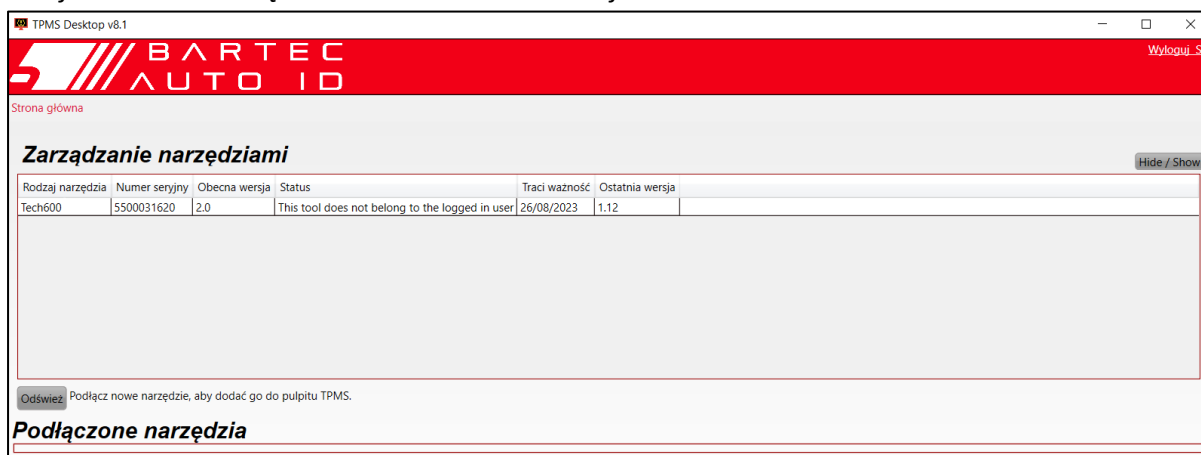 TPMS Desktop v8.1
BARTEC
AUTO ID
Wyloguj S
Strona główna
Zarządzanie narzędziami
Hide / Show
Rodzaj narzędzia Numer seryjny Obecna wersja Status Traci ważność Ostatnia wersja
Tech600 5500031620 2.0 This tool does not belong to the logged in user 26/08/2023 1.12
Odśwież Podłącz nowe narzędzie, aby dodać go do pulpitu TPMS.
Podłączone narzędzia